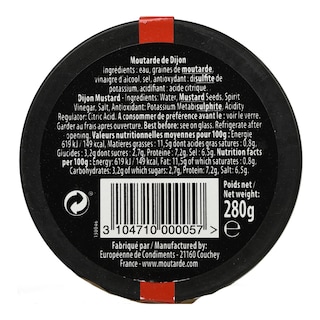 Moutarde de Dijon
ingrédients : eau, graines de moutarde,
vinaigre d'alcool, sel, antioxydant : disulfite de
potassium, acidifiant : acide citrique.
Dijon Mustard - Ingredients: Water, Mustard Seeds, Spirit
Vinegar, Salt, Antioxidant: Potassium Metabisulphite, Acidity
Regulator: Citric Acid. A consommer de préférence avant le : voir le verre.
Garder au frais après ouverture. Best before: see on glass. Refrigerate after
opening. Valeurs nutritionnelles moyennes pour 100g : Energie
619 kJ / 149 kcal, Matières grasses : 11,5g dont acides gras saturés : 0,8g,
Glucides : 3,2g dont sucres : 2,7g, Protéines : 7,2g, Sel : 6,5g. Nutrition facts
per 100g : Energy: 619kJ / 149 kcal, Fat: 11,5g of which saturates : 0.8g,
Carbohydrates: 3.2g of which sugars: 2.7g, Protein: 7.2g, Salt: 6.5g.
Poids net /
Net weight:
280g
e
3 104710 000057 >
Fabriqué par / Manufactured by:
Européenne de Condiments - 21160 Couchey
France - www.moutarde.com